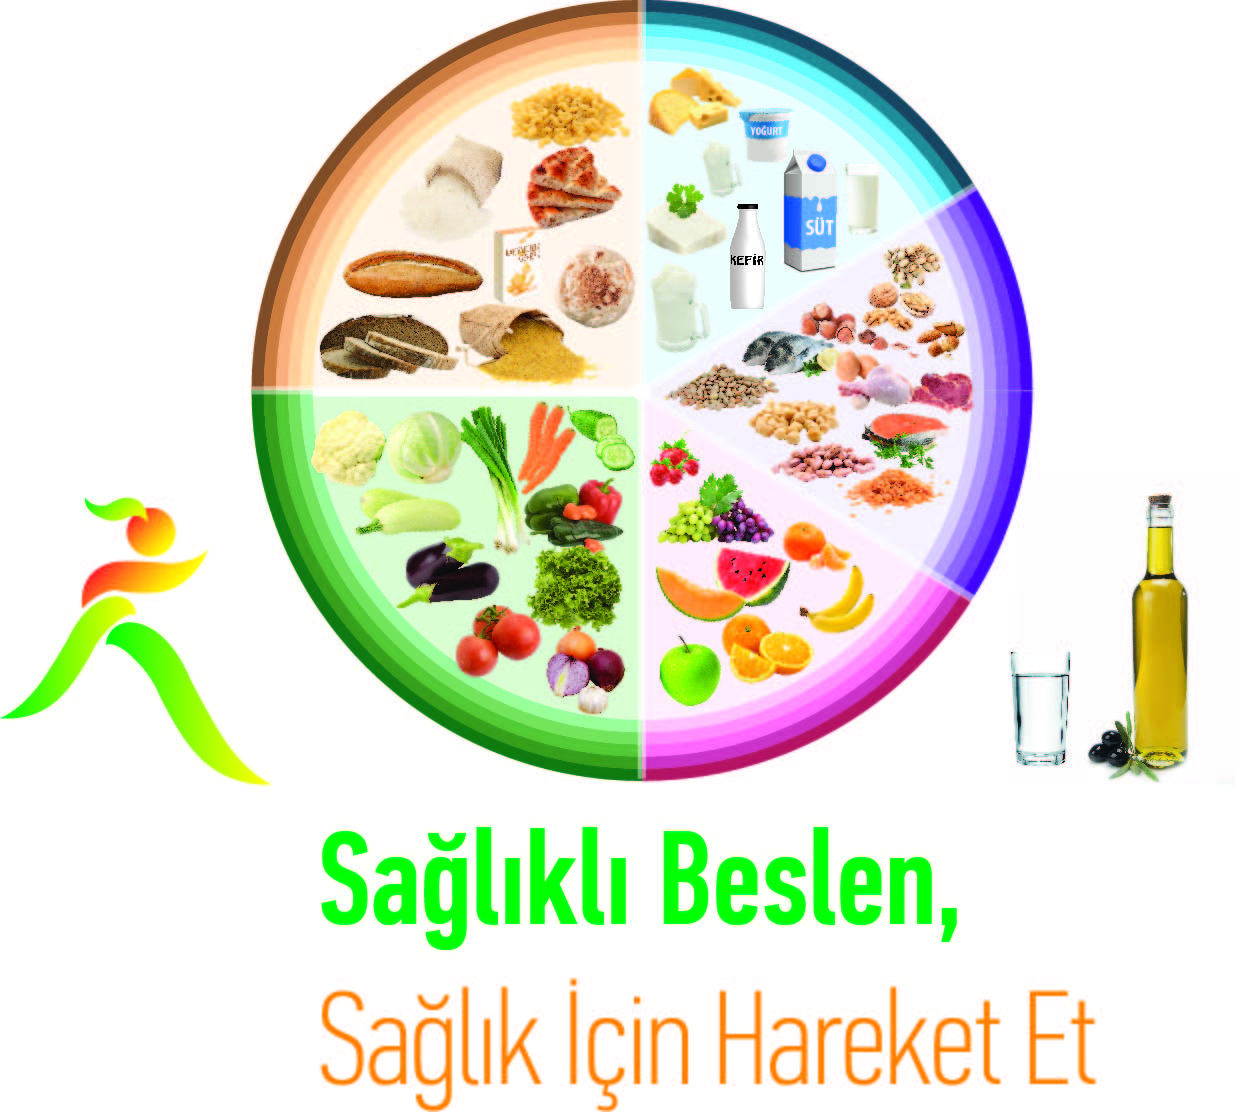 YOĞURT
SÜT
KEFİR
Sağlıklı Beslen,
Sağlık İçin Hareket Et